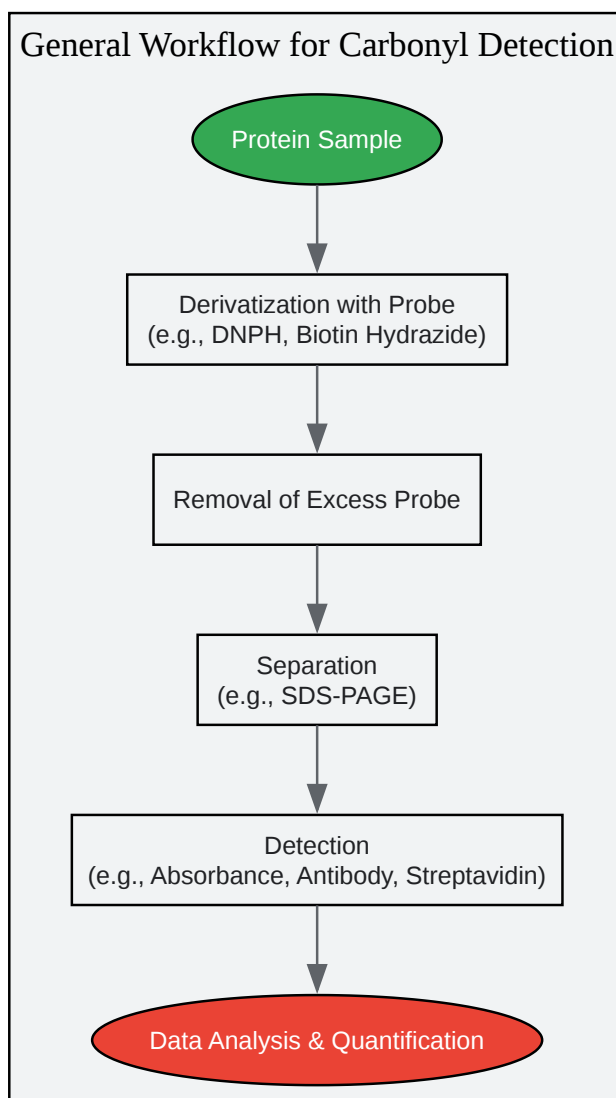 General Workflow for Carbonyl Detection
Protein Sample
Derivatization with Probe
(e.g., DNPH, Biotin Hydrazide)
Removal of Excess Probe
Separation
(e.g., SDS-PAGE)
Detection
(e.g., Absorbance, Antibody, Streptavidin)
Data Analysis & Quantification